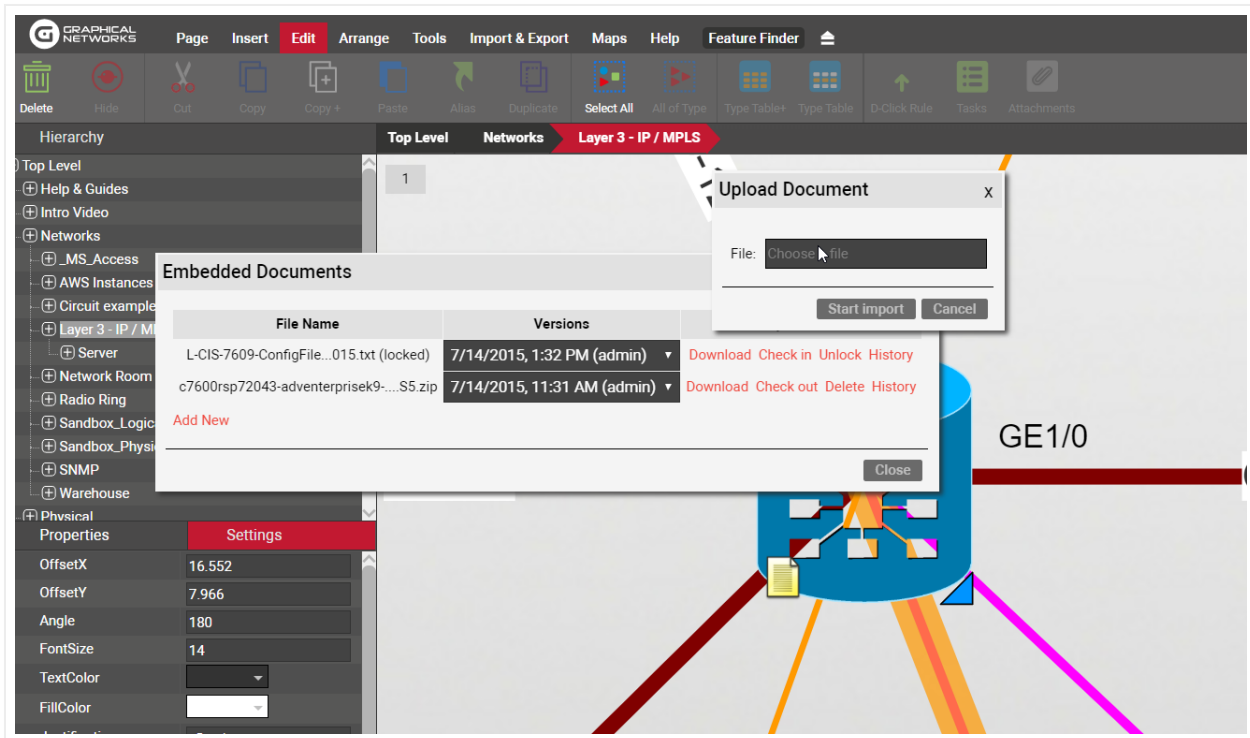 GRAPHICAL
NETWORKS
Page Insert Edit Arrange Tools Import & Export Maps Help Feature Finder
Delete Hide Cut Copy Copy + Paste Alias Duplicate Select All All of Type Type Table+ Type Table D-Click Rule Tasks Attachments
Hierarchy
Top Level Networks Layer 3 - IP / MPLS
Top Level
Help & Guides
Intro Video
Networks
_MS_Access
AWS Instances
Circuit example
Layer 3 - IP / M
Server
Network Room
Radio Ring
Sandbox_Logic
Sandbox_Physi
SNMP
Warehouse
Physical
1
Upload Document X
File: Choose file
Start import Cancel
Embedded Documents
File Name Versions
L-CIS-7609-ConfigFile...015.txt (locked) 7/14/2015, 1:32 PM (admin) Download Check in Unlock History
c7600rsp72043-adventerprisek9-....S5.zip 7/14/2015, 11:31 AM (admin) Download Check out Delete History
Add New
Close
GE1/0
Properties Settings
OffsetX 16.552
OffsetY 7.966
Angle 180
FontSize 14
TextColor
FillColor